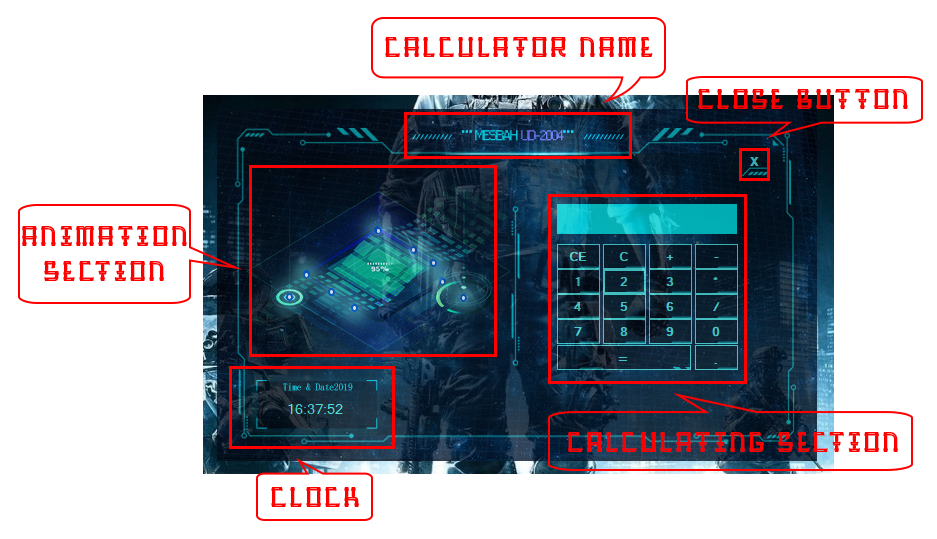 CALCULATOR NAME
CLOSE BUTTON
MESBAH UD-2004
X
ANIMATION
SECTION
95%
CE C + -
1 2 3 *
4 5 6 /
7 8 9 0
= .
Time & Date2019
16:37:52
CALCULATING SECTION
CLOCK